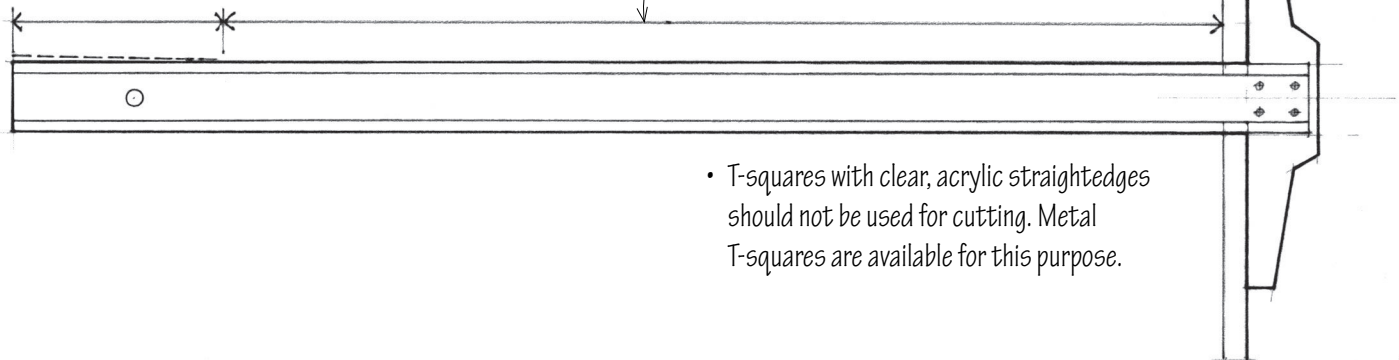 • T-squares with clear, acrylic straightedges
should not be used for cutting. Metal
T-squares are available for this purpose.